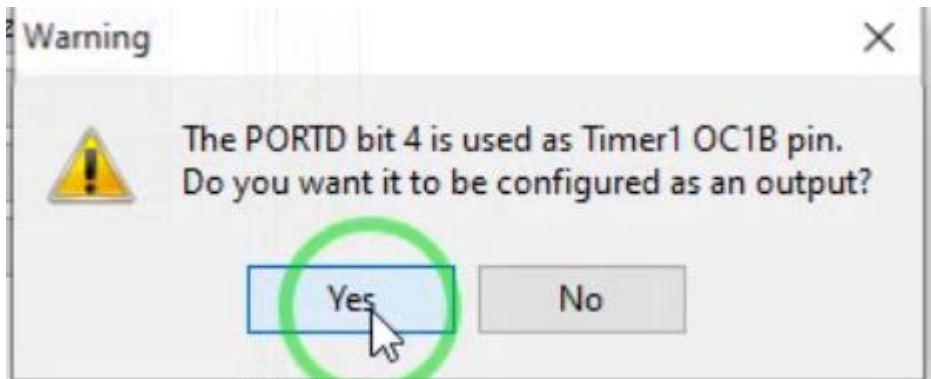 Warning
The PORTD bit 4 is used as Timer1 OC1B pin.
Do you want it to be configured as an output?
Yes
No